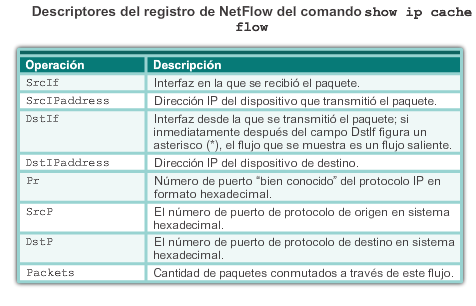 Descriptores del registro de NetFlow del comando show ip cache
flow
Operación Descripción
SrcIf Interfaz en la que se recibió el paquete.
SrcIPaddress Dirección IP del dispositivo que transmitió el paquete.
DstIf Interfaz desde la que se transmitió el paquete; si
inmediatamente después del campo DstIf figura un
asterisco (*), el flujo que se muestra es un flujo saliente.
DstIPaddress Dirección IP del dispositivo de destino.
Pr Número de puerto “bien conocido” del protocolo IP en
formato hexadecimal.
SrcP El número de puerto de protocolo de origen en sistema
hexadecimal.
DstP El número de puerto de protocolo de destino en sistema
hexadecimal.
Packets Cantidad de paquetes conmutados a través de este flujo.